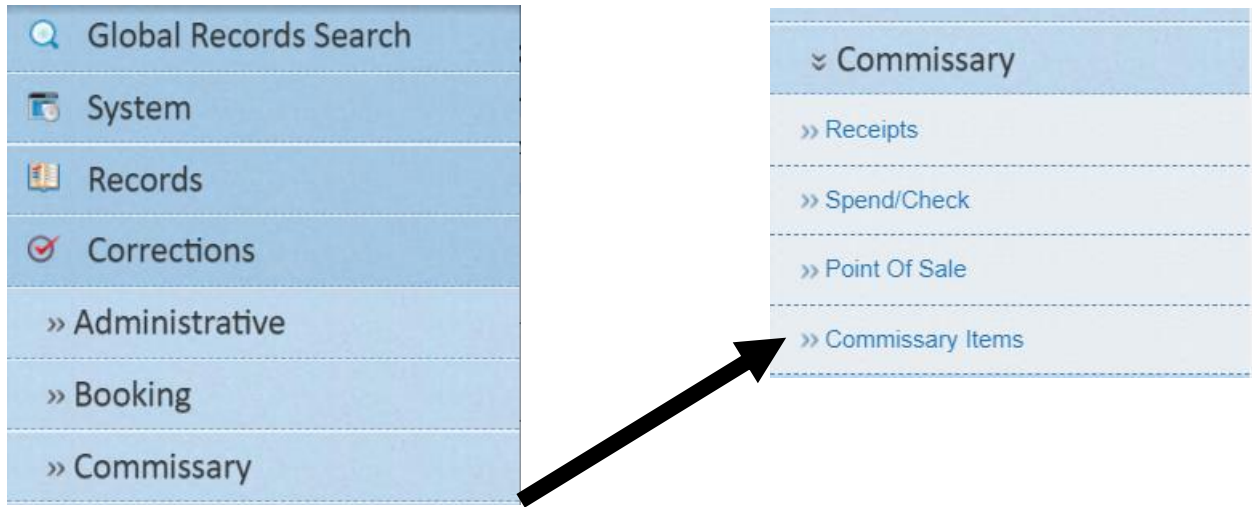 Global Records Search
System
Records
Corrections
» Administrative
» Booking
» Commissary
Commissary
» Receipts
» Spend/Check
» Point Of Sale
» Commissary Items